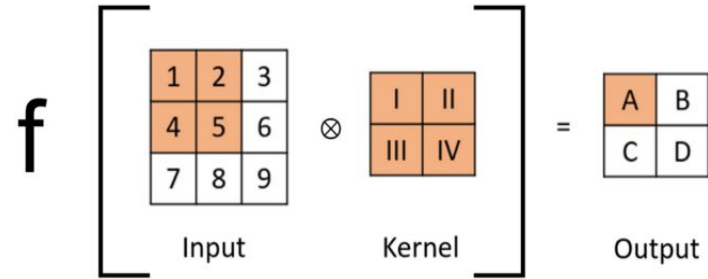 f
1 2 3
4 5 6
7 8 9
⊗
I II
III IV
=
A B
C D
Input
Kernel
Output